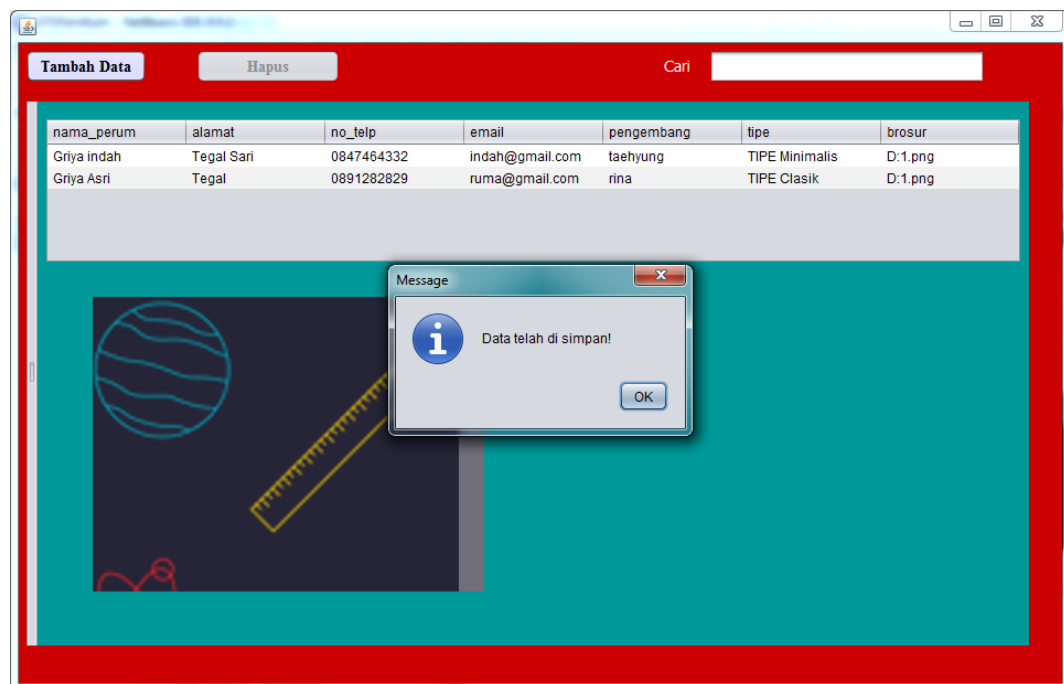 Tambah Data Hapus Cari
nama_perum alamat no_telp email pengembang tipe brosur
Griya indah Tegal Sari 0847464332 indah@gmail.com taehyung TIPE Minimalis D:1.png
Griya Asri Tegal 0891282829 ruma@gmail.com rina TIPE Clasik D:1.png
Message
Data telah di simpan!
OK